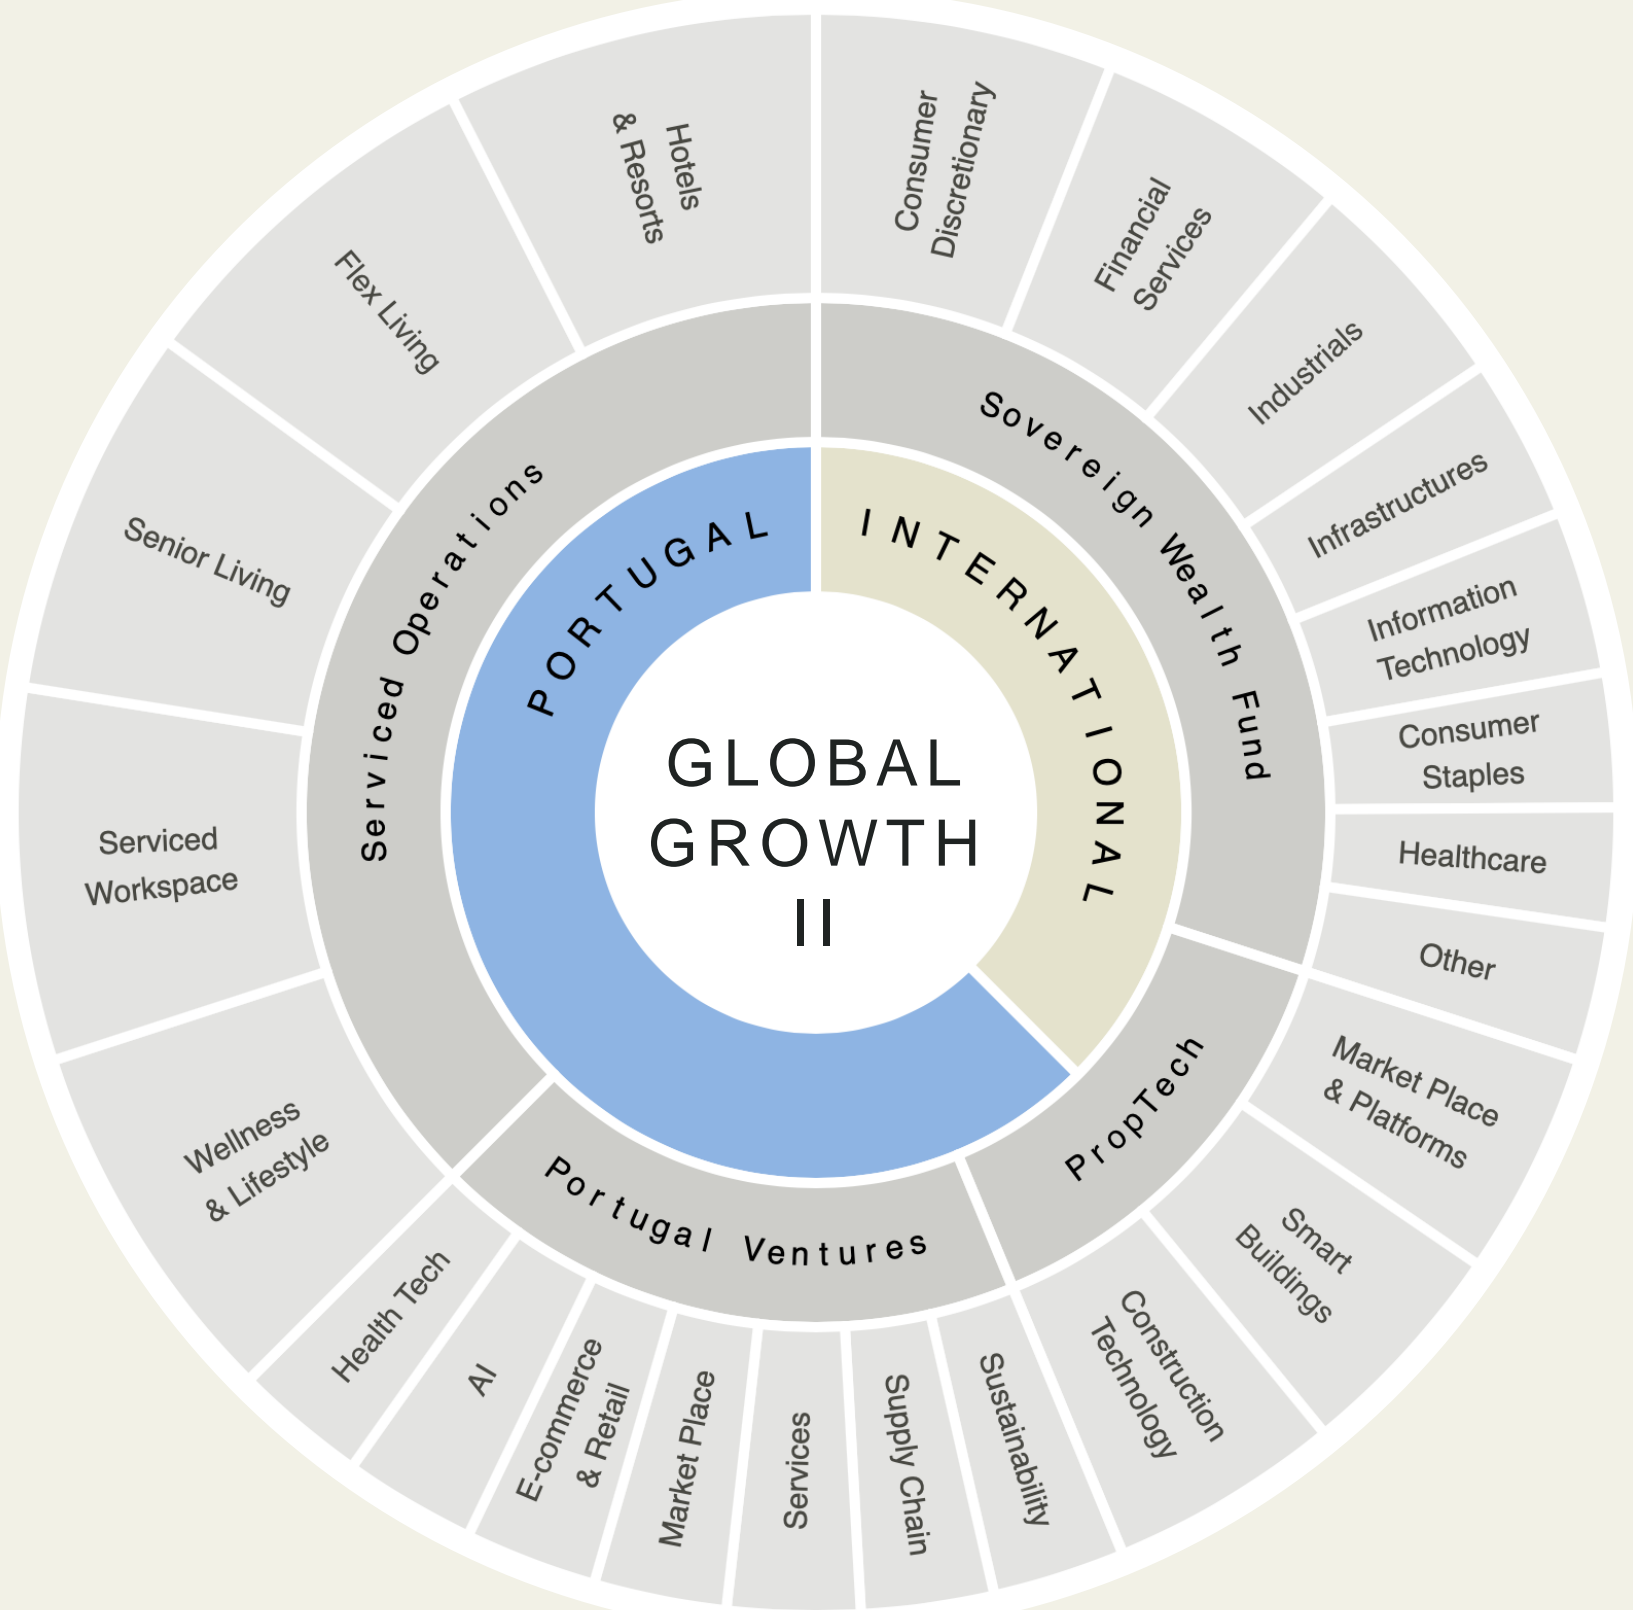 GLOBAL
GROWTH
II
PORTUGAL
INTERNATIONAL
Sovereign Wealth Fund
PropTech
Portugal Ventures
Serviced Operations
Consumer
Discretionary
Financial
Services
Industrials
Infrastructures
Information
Technology
Consumer
Staples
Healthcare
Other
Market Place
& Platforms
Smart
Buildings
Construction
Technology
Sustainability
Supply Chain
Services
Market Place
E-commerce
& Retail
AI
Health Tech
Wellness
& Lifestyle
Serviced
Workspace
Senior Living
Flex Living
Hotels
& Resorts